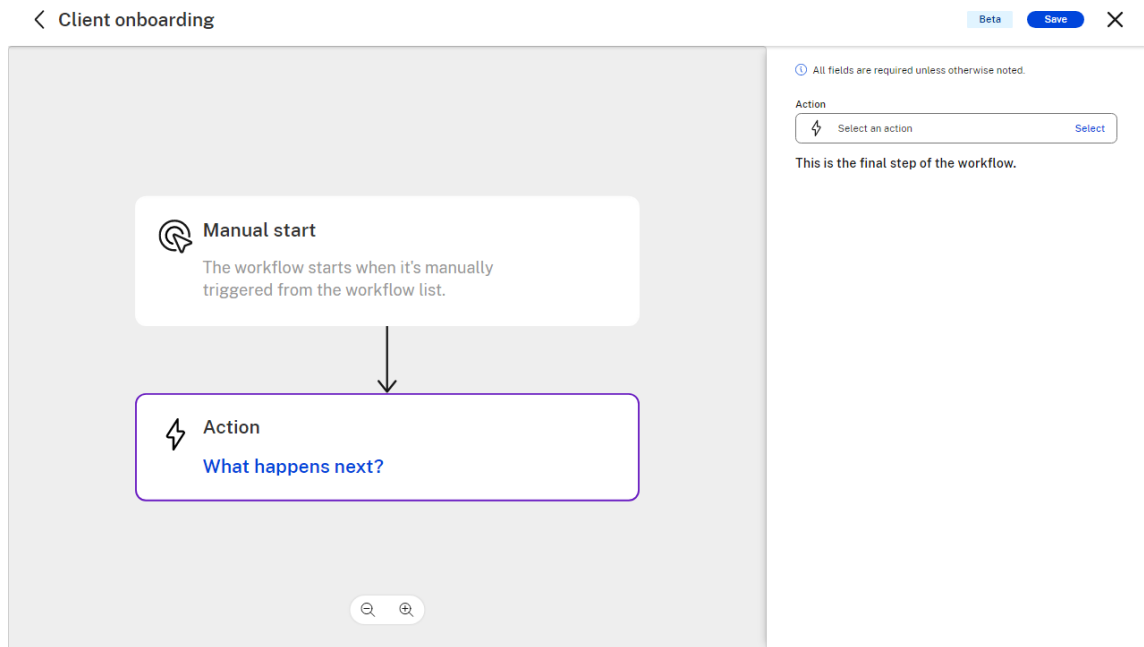 Client onboarding
Beta
Save
All fields are required unless otherwise noted.
Action
Select an action
Select
This is the final step of the workflow.
Manual start
The workflow starts when it's manually
triggered from the workflow list.
Action
What happens next?